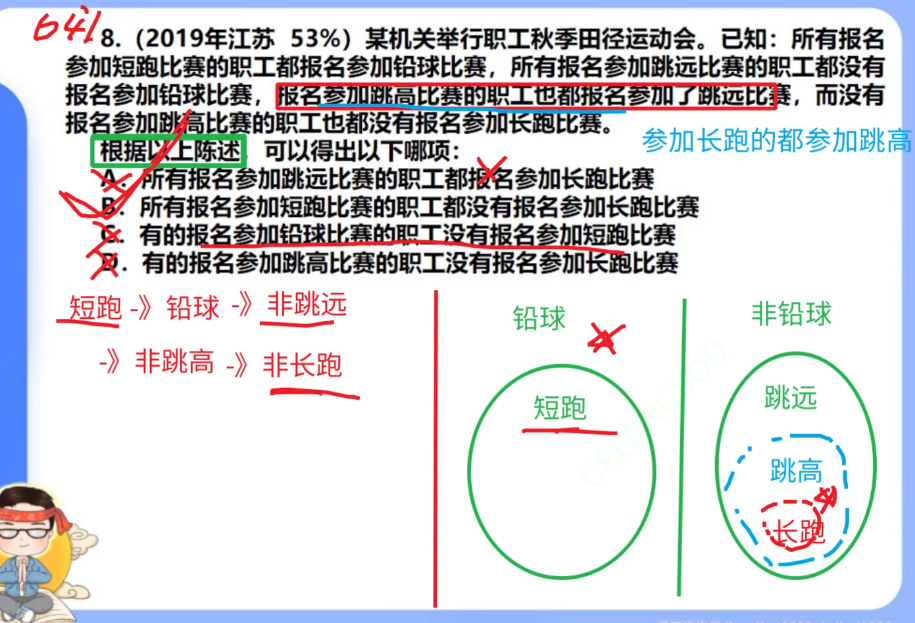 64%
8.（2019年江苏 53%）某机关举行职工秋季田径运动会。已知：所有报名
参加短跑比赛的职工都报名参加铅球比赛，所有报名参加跳远比赛的职工都没有
报名参加铅球比赛，报名参加跳高比赛的职工也都报名参加了跳远比赛，而没有
报名参加跳高比赛的职工也都没有报名参加长跑比赛。
参加长跑的都参加跳高
根据以上陈述，可以得出以下哪项：
A．所有报名参加跳远比赛的职工都报名参加长跑比赛
B．所有报名参加短跑比赛的职工都没有报名参加长跑比赛
C．有的报名参加铅球比赛的职工没有报名参加短跑比赛
D．有的报名参加跳高比赛的职工没有报名参加长跑比赛
短跑 -》铅球 -》非跳远
-》非跳高 -》非长跑
铅球
短跑
非铅球
跳远
跳高
长跑